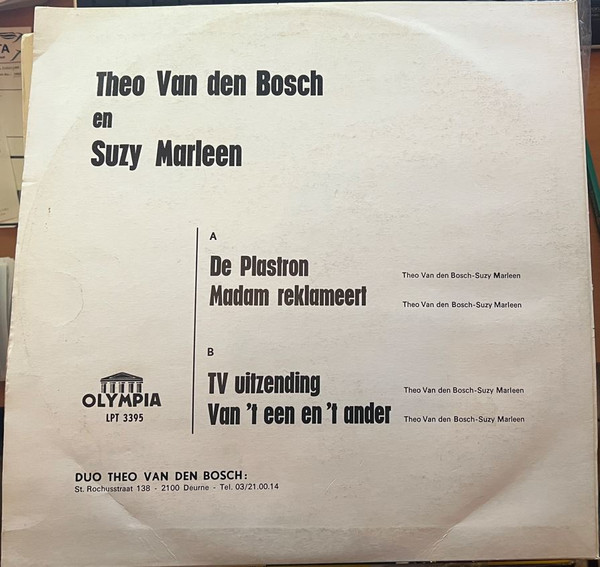 Theo Van den Bosch
en
Suzy Marleen
A
De Plastron Theo Van den Bosch-Suzy Marleen
Madam reklameert Theo Van den Bosch-Suzy Marleen
B
TV uitzending Theo Van den Bosch-Suzy Marleen
Van 't een en 't ander Theo Van den Bosch-Suzy Marleen
OLYMPIA
LPT 3395
DUO THEO VAN DEN BOSCH:
St. Rochusstraat 138 - 2100 Deurne - Tel. 03/21.00.14